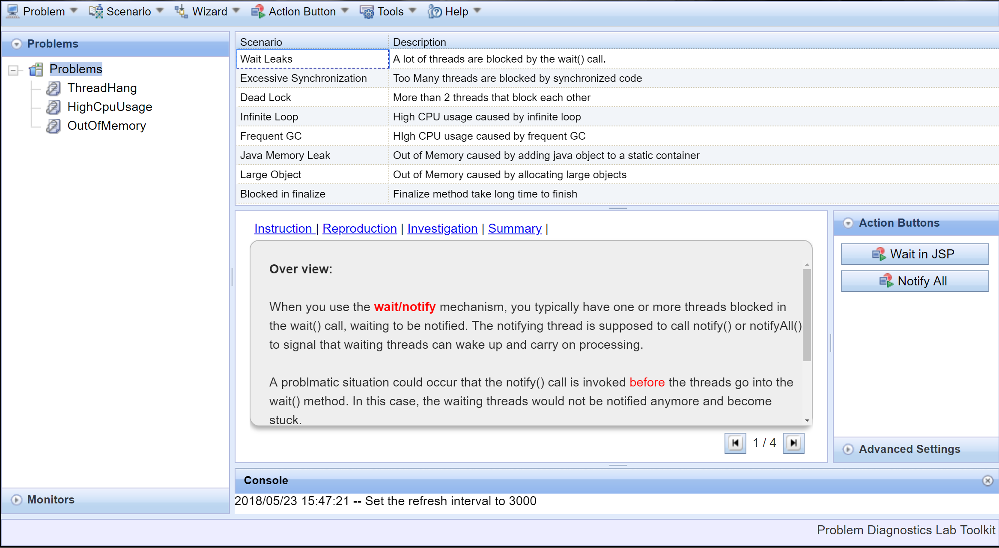 Problem Scenario Wizard Action Button Tools Help
Problems
Problems
ThreadHang
HighCpuUsage
OutOfMemory
Monitors
Scenario Description
Wait Leaks A lot of threads are blocked by the wait() call.
Excessive Synchronization Too Many threads are blocked by synchronized code
Dead Lock More than 2 threads that block each other
Infinite Loop High CPU usage caused by infinite loop
Frequent GC HIgh CPU usage caused by frequent GC
Java Memory Leak Out of Memory caused by adding java object to a static container
Large Object Out of Memory caused by allocating large objects
Blocked in finalize Finalize method take long time to finish
Instruction | Reproduction | Investigation | Summary |
Over view:
When you use the wait/notify mechanism, you typically have one or more threads blocked in
the wait() call, waiting to be notified. The notifying thread is supposed to call notify() or notifyAll()
to signal that waiting threads can wake up and carry on processing.
A problmatic situation could occur that the notify() call is invoked before the threads go into the
wait() method. In this case, the waiting threads would not be notified anymore and become
stuck.
1 / 4
Action Buttons
Wait in JSP
Notify All
Advanced Settings
Console
2018/05/23 15:47:21 -- Set the refresh interval to 3000
Problem Diagnostics Lab Toolkit